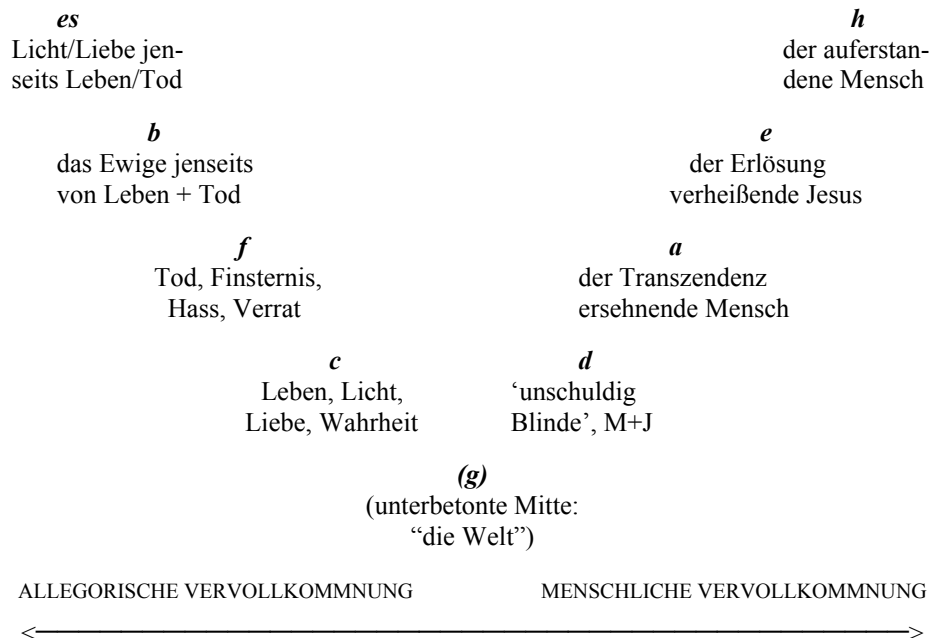 es
Licht/Liebe jen-
seits Leben/Tod
h
der auferstan-
dene Mensch
b
das Ewige jenseits
von Leben + Tod
e
der Erlösung
verheißende Jesus
f
Tod, Finsternis,
Hass, Verrat
a
der Transzendenz
ersehnende Mensch
c
Leben, Licht,
Liebe, Wahrheit
d
‘unschuldig
Blinde’, M+J
(g)
(unterbetonte Mitte:
“die Welt”)
ALLEGORISCHE VERVOLLKOMMNUNG
MENSCHLICHE VERVOLLKOMMNUNG